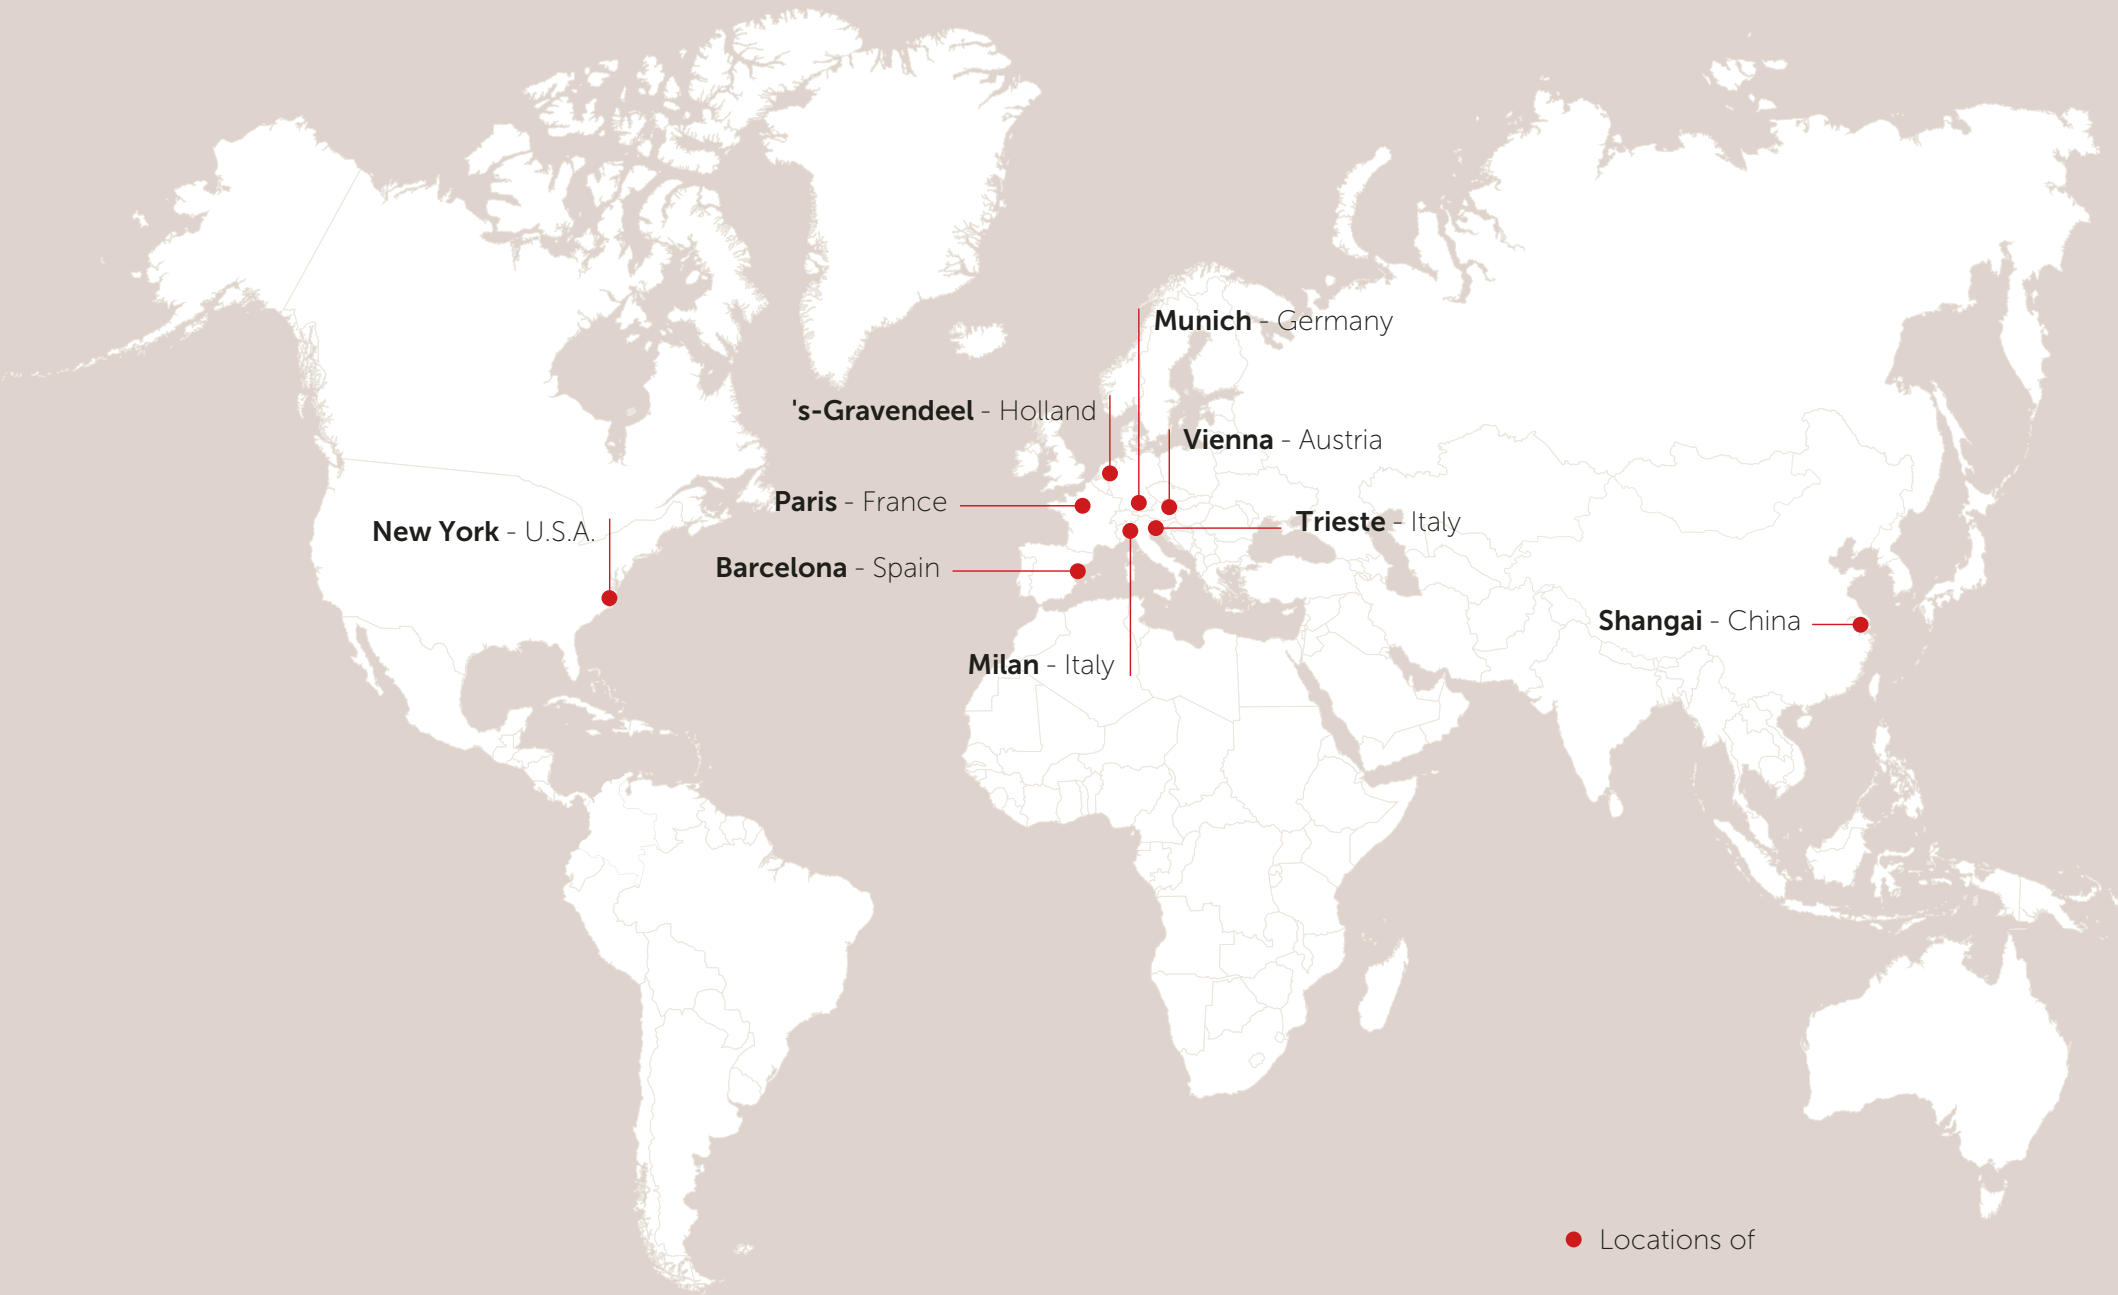 Munich - Germany
's-Gravendeel - Holland
Vienna - Austria
Paris - France
Trieste - Italy
New York - U.S.A.
Barcelona - Spain
Shangai - China
Milan - Italy
Locations of